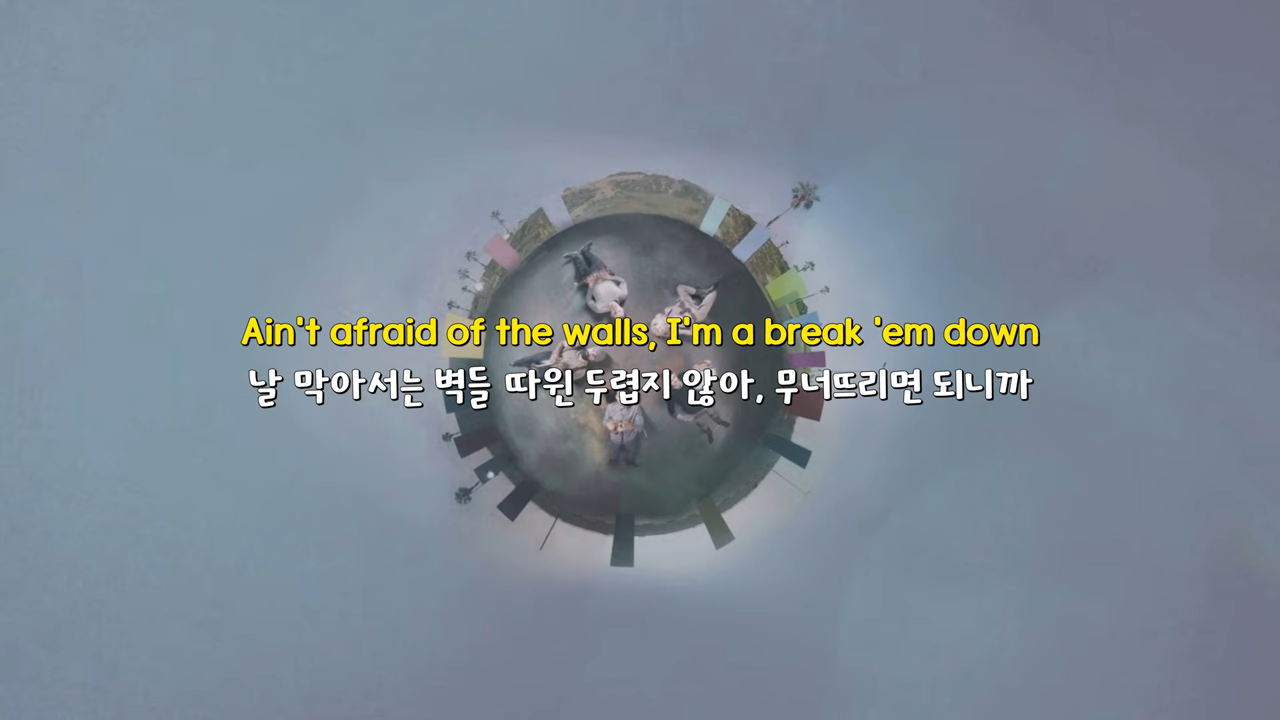 Ain't afraid of the walls, I'm a break 'em down
날 막아서는 벽들 따윈 두렵지 않아, 무너뜨리면 되니까